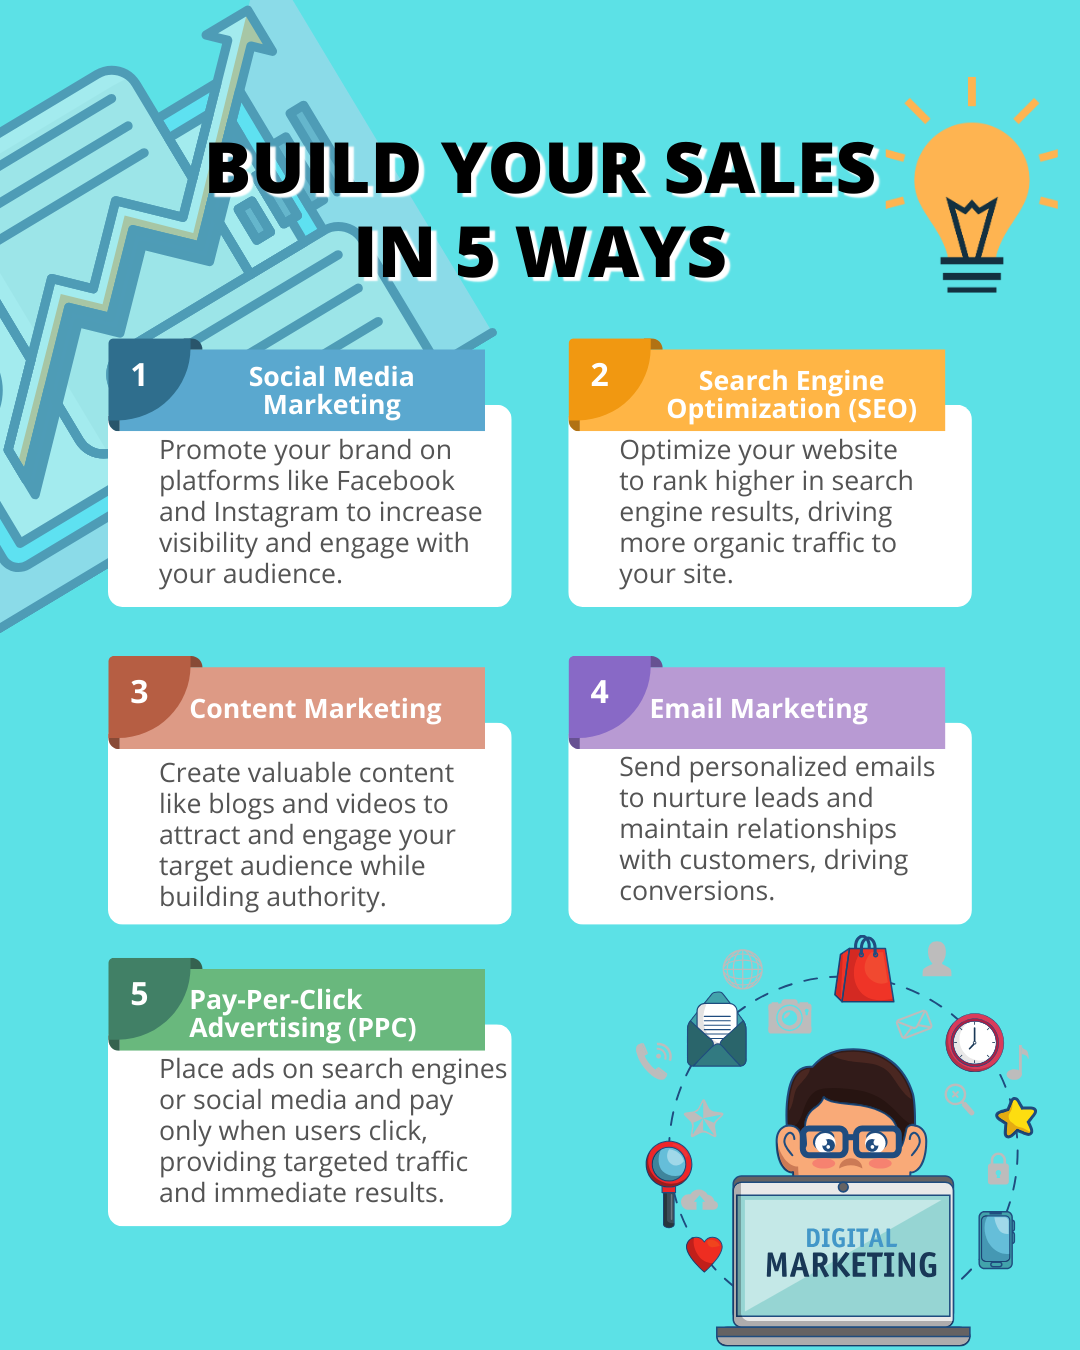 BUILD YOUR SALES
IN 5 WAYS
1
Social Media
Marketing
Promote your brand on
platforms like Facebook
and Instagram to increase
visibility and engage with
your audience.
2
Search Engine
Optimization (SEO)
Optimize your website
to rank higher in search
engine results, driving
more organic traffic to
your site.
3
Content Marketing
Create valuable content
like blogs and videos to
attract and engage your
target audience while
building authority.
4
Email Marketing
Send personalized emails
to nurture leads and
maintain relationships
with customers, driving
conversions.
5
Pay-Per-Click
Advertising (PPC)
Place ads on search engines
or social media and pay
only when users click,
providing targeted traffic
and immediate results.
DIGITAL
MARKETING